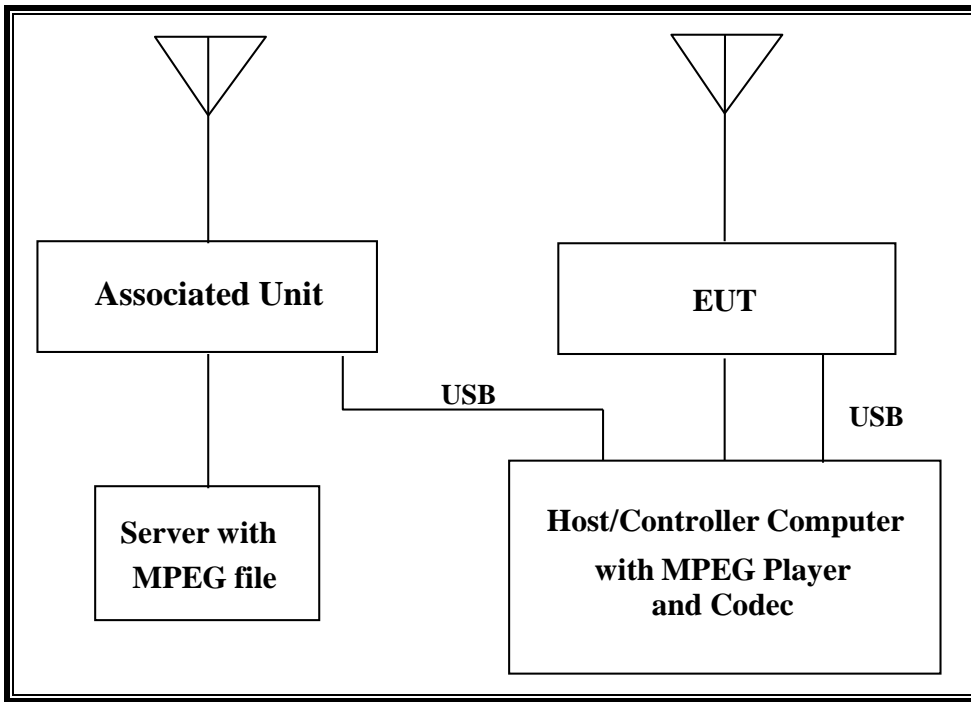 Associated Unit
EUT
USB
USB
Server with
MPEG file
Host/Controller Computer
with MPEG Player
and Codec